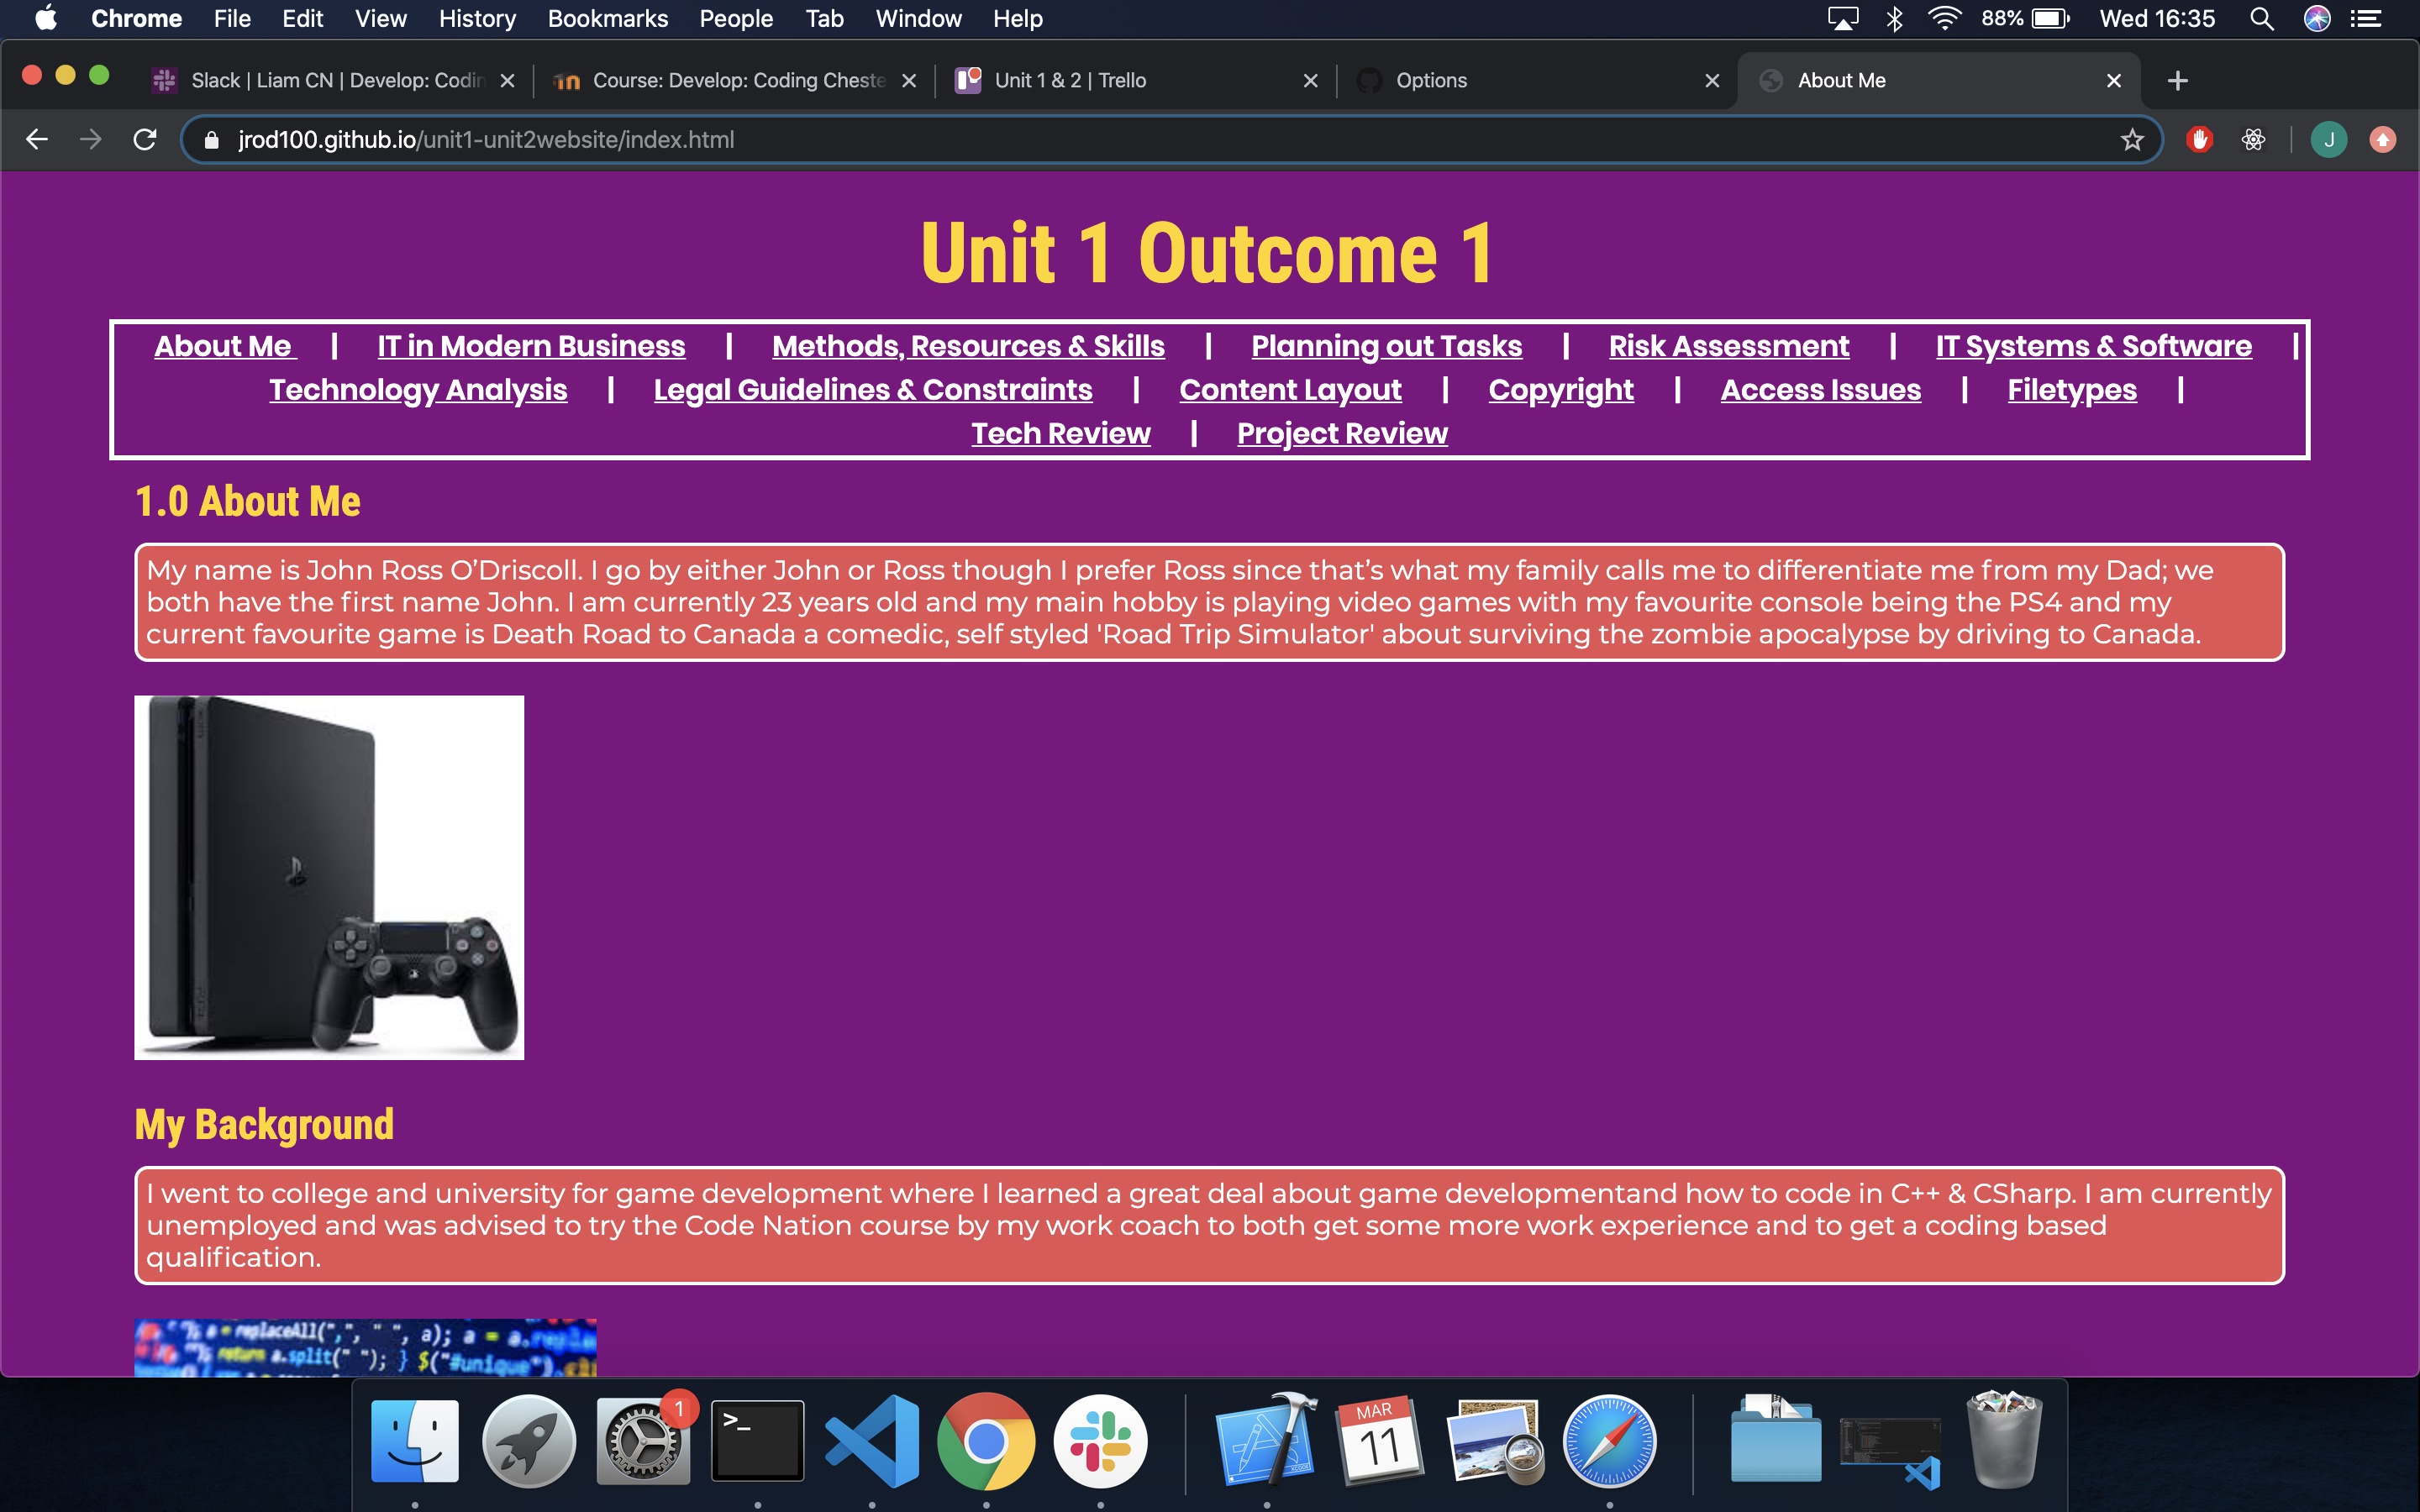 Chrome File Edit View History Bookmarks People Tab Window Help 88% Wed 16:35
Slack | Liam CN | Develop: Codin Course: Develop: Coding Cheste Unit 1 & 2 | Trello Options About Me
jrod100.github.io/unit1-unit2website/index.html J
Unit 1 Outcome 1
About Me | IT in Modern Business | Methods, Resources & Skills | Planning out Tasks | Risk Assessment | IT Systems & Software |
Technology Analysis | Legal Guidelines & Constraints | Content Layout | Copyright | Access Issues | Filetypes |
Tech Review | Project Review
1.0 About Me
My name is John Ross O’Driscoll. I go by either John or Ross though I prefer Ross since that’s what my family calls me to differentiate me from my Dad; we
both have the first name John. I am currently 23 years old and my main hobby is playing video games with my favourite console being the PS4 and my
current favourite game is Death Road to Canada a comedic, self styled 'Road Trip Simulator' about surviving the zombie apocalypse by driving to Canada.
My Background
I went to college and university for game development where I learned a great deal about game developmentand how to code in C++ & CSharp. I am currently
unemployed and was advised to try the Code Nation course by my work coach to both get some more work experience and to get a coding based
qualification.
a = replaceAll(",", " ", a); a = a.repl
return a.split(" "); } $("#unique")
1
>_
MAR
11